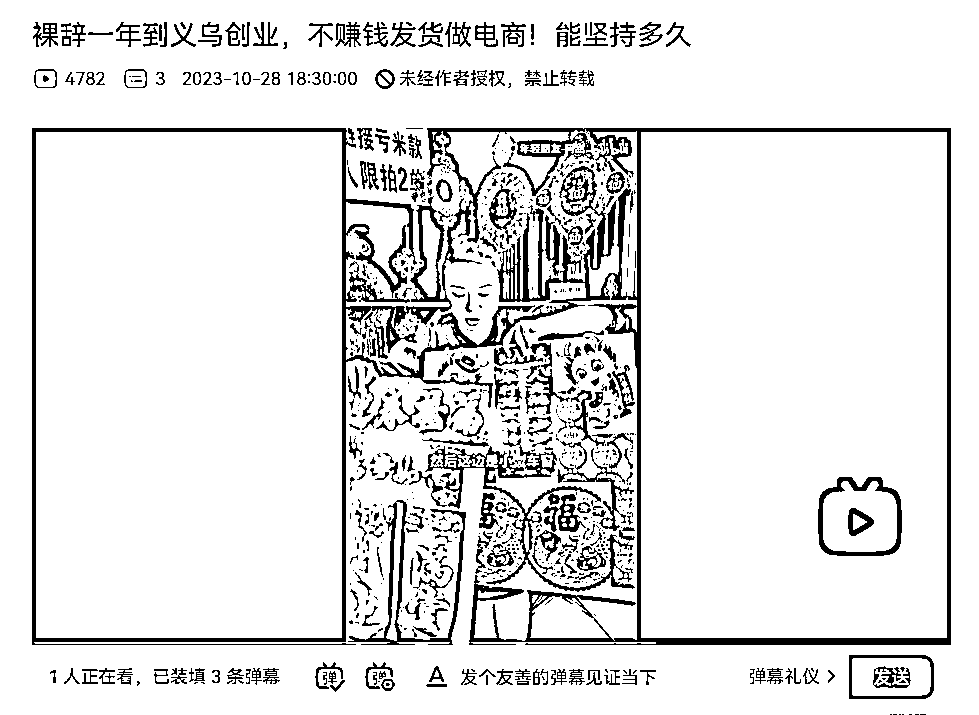 裸辞一年到义乌创业，不赚钱发货做电商！能坚持多久
4782 3 2023-10-28 18:30:00 未经作者授权，禁止转载
接亏米款
人限拍2单
福
福
福
1 人正在看，已装填 3 条弹幕
弹 弹 A 发个友善的弹幕见证当下
弹幕礼仪 > 发送